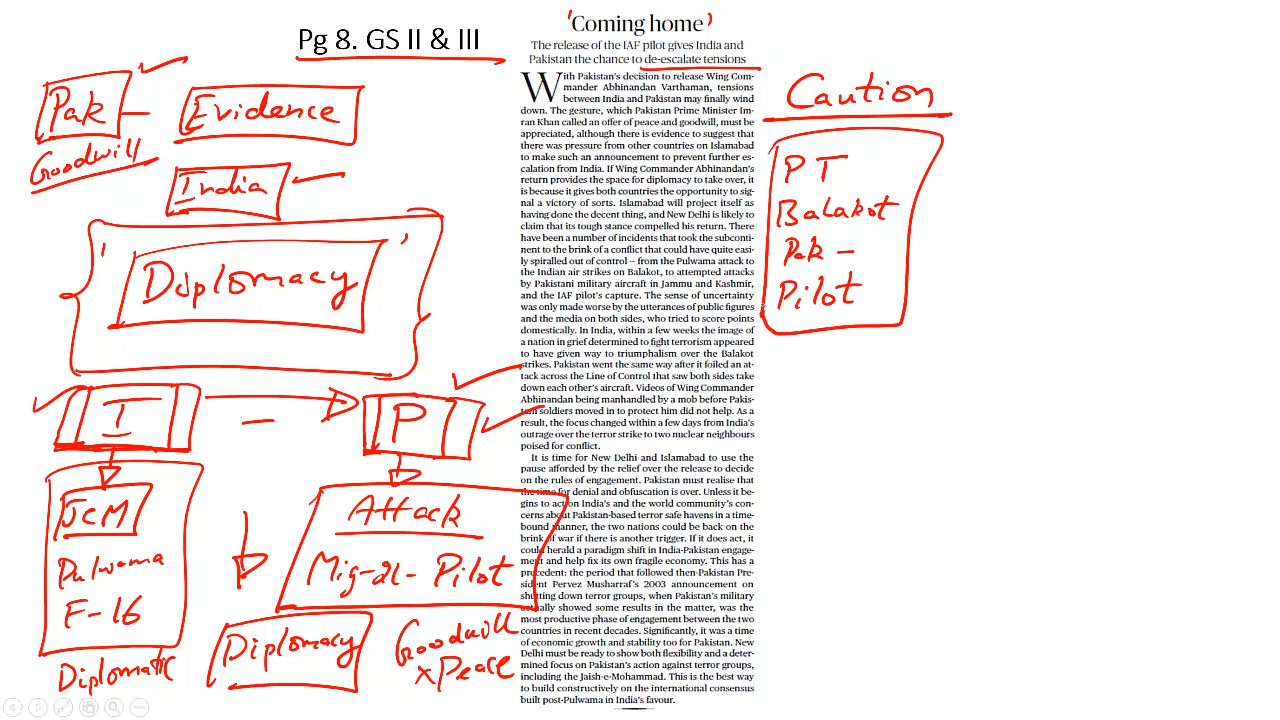 Pg 8. GS II & III
Pak - Evidence
Goodwill
India
'Diplomacy'
I - P
JeM
Pulwama
F-16
Diplomatic
Attack
Mig-21- Pilot
Diplomacy
Goodwill
x Peace
'Coming home'
The release of the IAF pilot gives India and
Pakistan the chance to de-escalate tensions
With Pakistan's decision to release Wing Com-
mander Abhinandan Varthaman, tensions
between India and Pakistan may finally wind
down. The gesture, which Pakistan Prime Minister Im-
ran Khan called an offer of peace and goodwill, must be
appreciated, although there is evidence to suggest that
there was pressure from other countries on Islamabad
to make such an announcement to prevent further es-
calation from India. If Wing Commander Abhinandan's
return provides the space for diplomacy to take over, it
is because it gives both countries the opportunity to sig-
nal a victory of sorts. Islamabad will project itself as
having done the decent thing, and New Delhi is likely to
claim that its tough stance compelled his return. There
have been a number of incidents that took the subconti-
nent to the brink of a conflict that could have quite easi-
ly spiralled out of control – from the Pulwama attack to
the Indian air strikes on Balakot, to attempted attacks
by Pakistani military aircraft in Jammu and Kashmir,
and the IAF pilot's capture. The sense of uncertainty
was only made worse by the utterances of public figures
and the media on both sides, who tried to score points
domestically. In India, within a few weeks the image of
a nation in grief determined to fight terrorism appeared
to have given way to triumphalism over the Balakot
strikes. Pakistan went the same way after it foiled an at-
tack across the Line of Control that saw both sides take
down each other's aircraft. Videos of Wing Commander
Abhinandan being manhandled by a mob before Pakis-
tani soldiers moved in to protect him did not help. As a
result, the focus changed within a few days from India's
outrage over the terror strike to two nuclear neighbours
poised for conflict.
It is time for New Delhi and Islamabad to use the
pause afforded by the relief over the release to decide
on the rules of engagement. Pakistan must realise that
the time for denial and obfuscation is over. Unless it be-
gins to act on India's and the world community's con-
cerns about Pakistan-based terror safe havens in a time-
bound manner, the two nations could be back on the
brink of war if there is another trigger. If it does act, it
could herald a paradigm shift in India-Pakistan engage-
ment and help fix its own fragile economy. This has a
precedent: the period that followed then-Pakistan Pre-
sident Pervez Musharraf's 2003 announcement on
shutting down terror groups, when Pakistan's military
actually showed some results in the matter, was the
most productive phase of engagement between the two
countries in recent decades. Significantly, it was a time
of economic growth and stability too for Pakistan. New
Delhi must be ready to show both flexibility and a deter-
mined focus on Pakistan's action against terror groups,
including the Jaish-e-Mohammad. This is the best way
to build constructively on the international consensus
built post-Pulwama in India's favour.
Caution
PT
Balakot
Pak -
Pilot